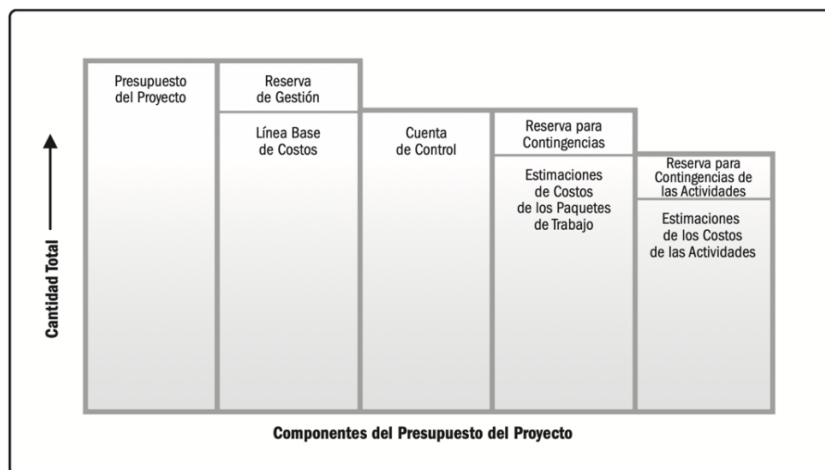 Presupuesto
del Proyecto
Reserva
de Gestión
Línea Base
de Costos
Cuenta
de Control
Reserva para
Contingencias
Estimaciones
de Costos
de los Paquetes
de Trabajo
Reserva para
Contingencias de
las Actividades
Estimaciones
de los Costos
de las Actividades
Cantidad Total
Componentes del Presupuesto del Proyecto